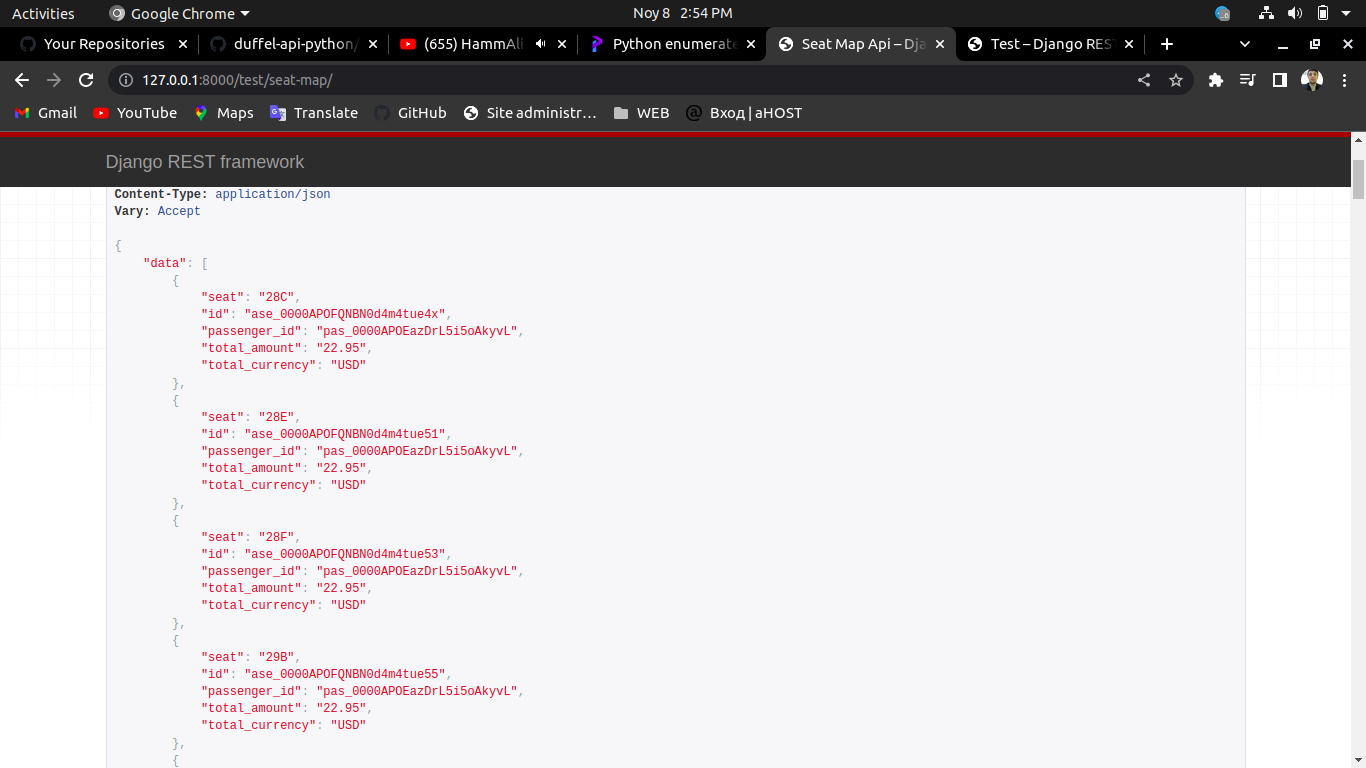 Activities Google Chrome Noy 8 2:54 PM
Your Repositories duffel-api-python/ (655) HammAli Python enumerate Seat Map Api – Dja Test – Django REST
127.0.0.1:8000/test/seat-map/
Gmail YouTube Maps Translate GitHub Site administr… WEB Вход | aHOST
Django REST framework
Content-Type: application/json
Vary: Accept
{
"data": [
{
"seat": "28C",
"id": "ase_0000APOFQNBN0d4m4tue4x",
"passenger_id": "pas_0000APOEazDrL5i5oAkyvL",
"total_amount": "22.95",
"total_currency": "USD"
},
{
"seat": "28E",
"id": "ase_0000APOFQNBN0d4m4tue51",
"passenger_id": "pas_0000APOEazDrL5i5oAkyvL",
"total_amount": "22.95",
"total_currency": "USD"
},
{
"seat": "28F",
"id": "ase_0000APOFQNBN0d4m4tue53",
"passenger_id": "pas_0000APOEazDrL5i5oAkyvL",
"total_amount": "22.95",
"total_currency": "USD"
},
{
"seat": "29B",
"id": "ase_0000APOFQNBN0d4m4tue55",
"passenger_id": "pas_0000APOEazDrL5i5oAkyvL",
"total_amount": "22.95",
"total_currency": "USD"
},
{